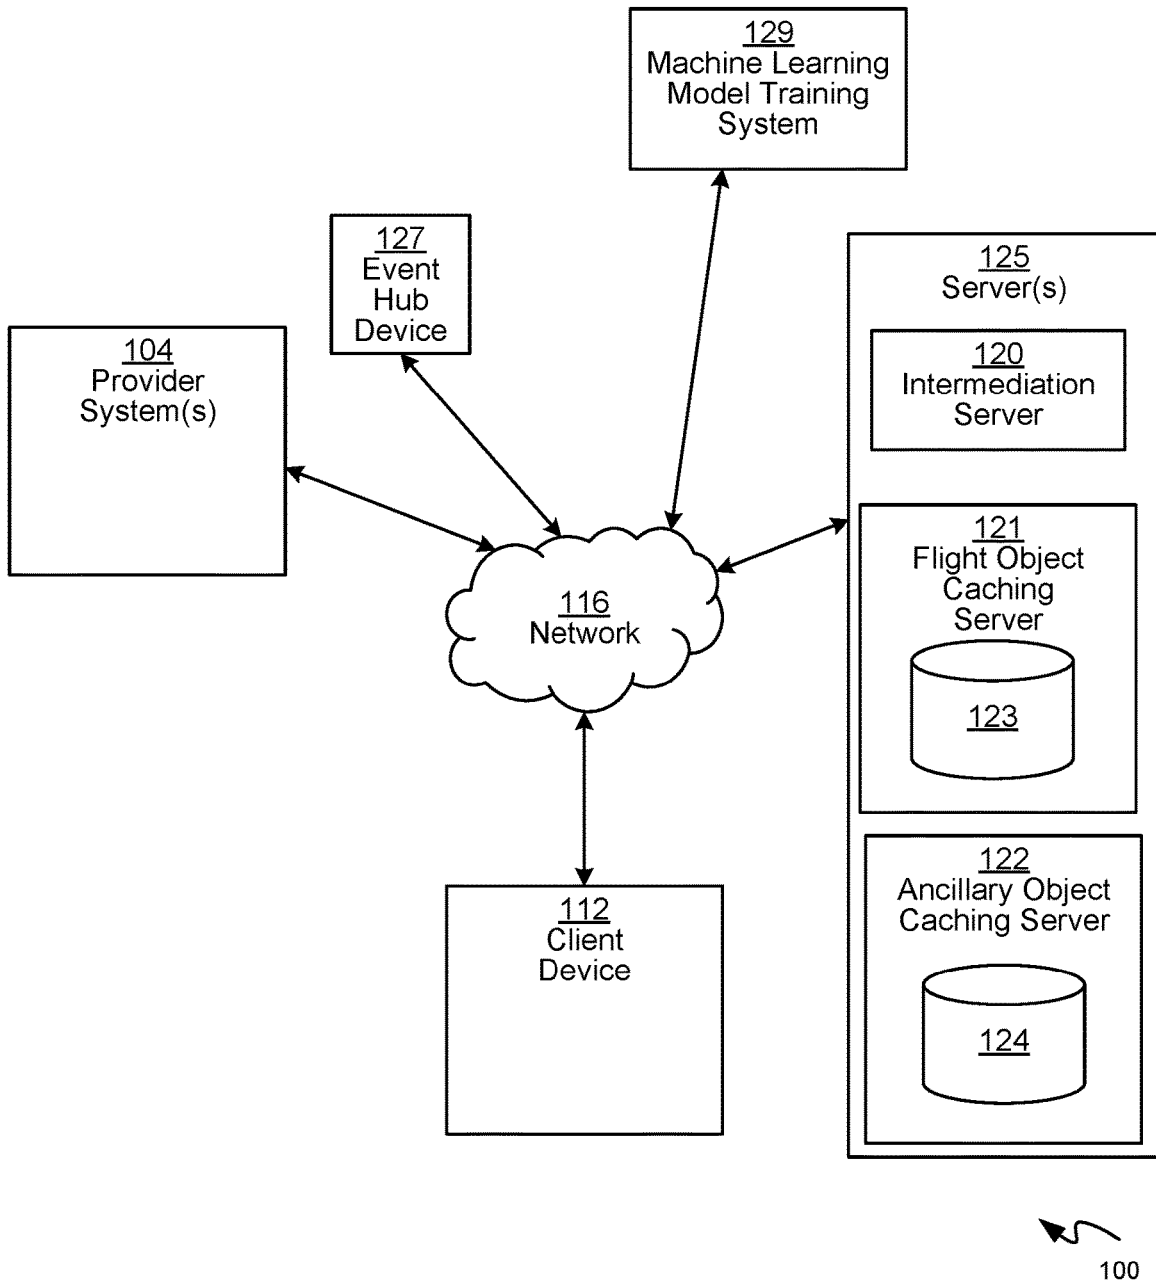 129
Machine Learning
Model Training
System
127
Event
Hub
Device
125
Server(s)
104
Provider
System(s)
120
Intermediation
Server
121
Flight Object
Caching
Server
116
Network
123
122
Ancillary Object
Caching Server
112
Client
Device
124
100